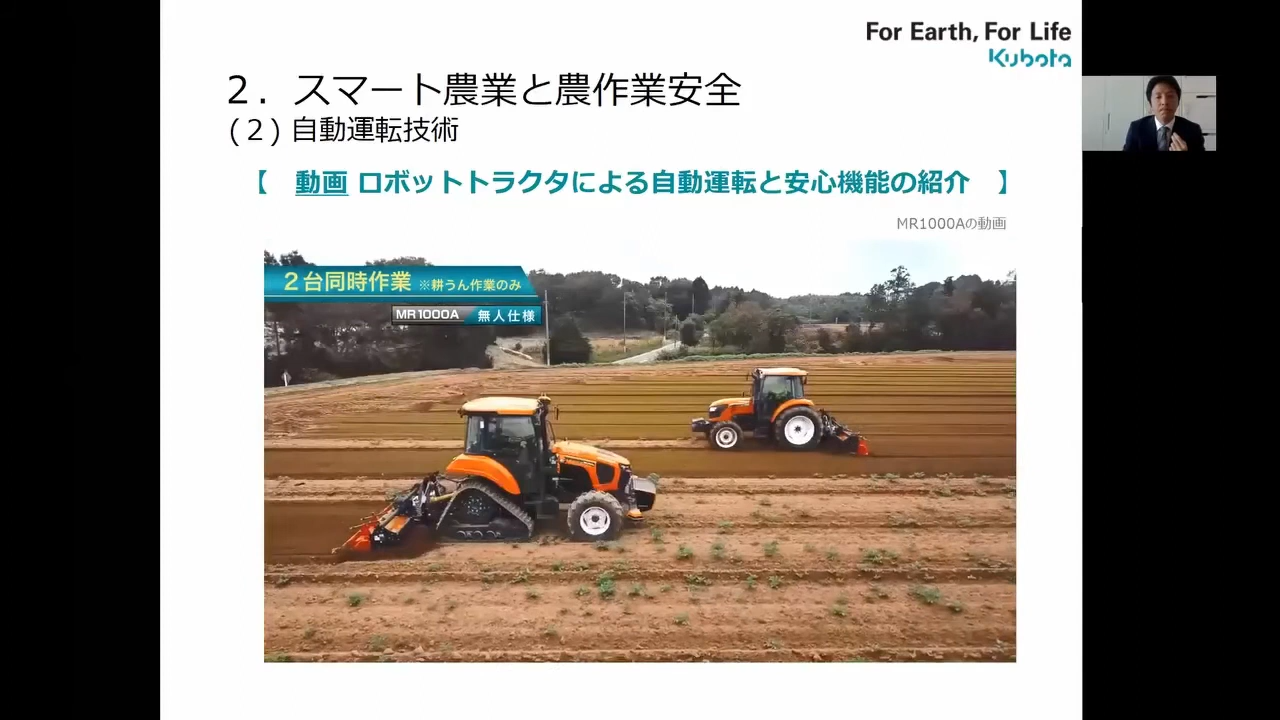 For Earth, For Life
Kubota
2．スマート農業と農作業安全
(２) 自動運転技術
【 動画 ロボットトラクタによる自動運転と安心機能の紹介 】
MR1000Aの動画
２台同時作業 ※耕うん作業のみ
MR1000A 無人仕様